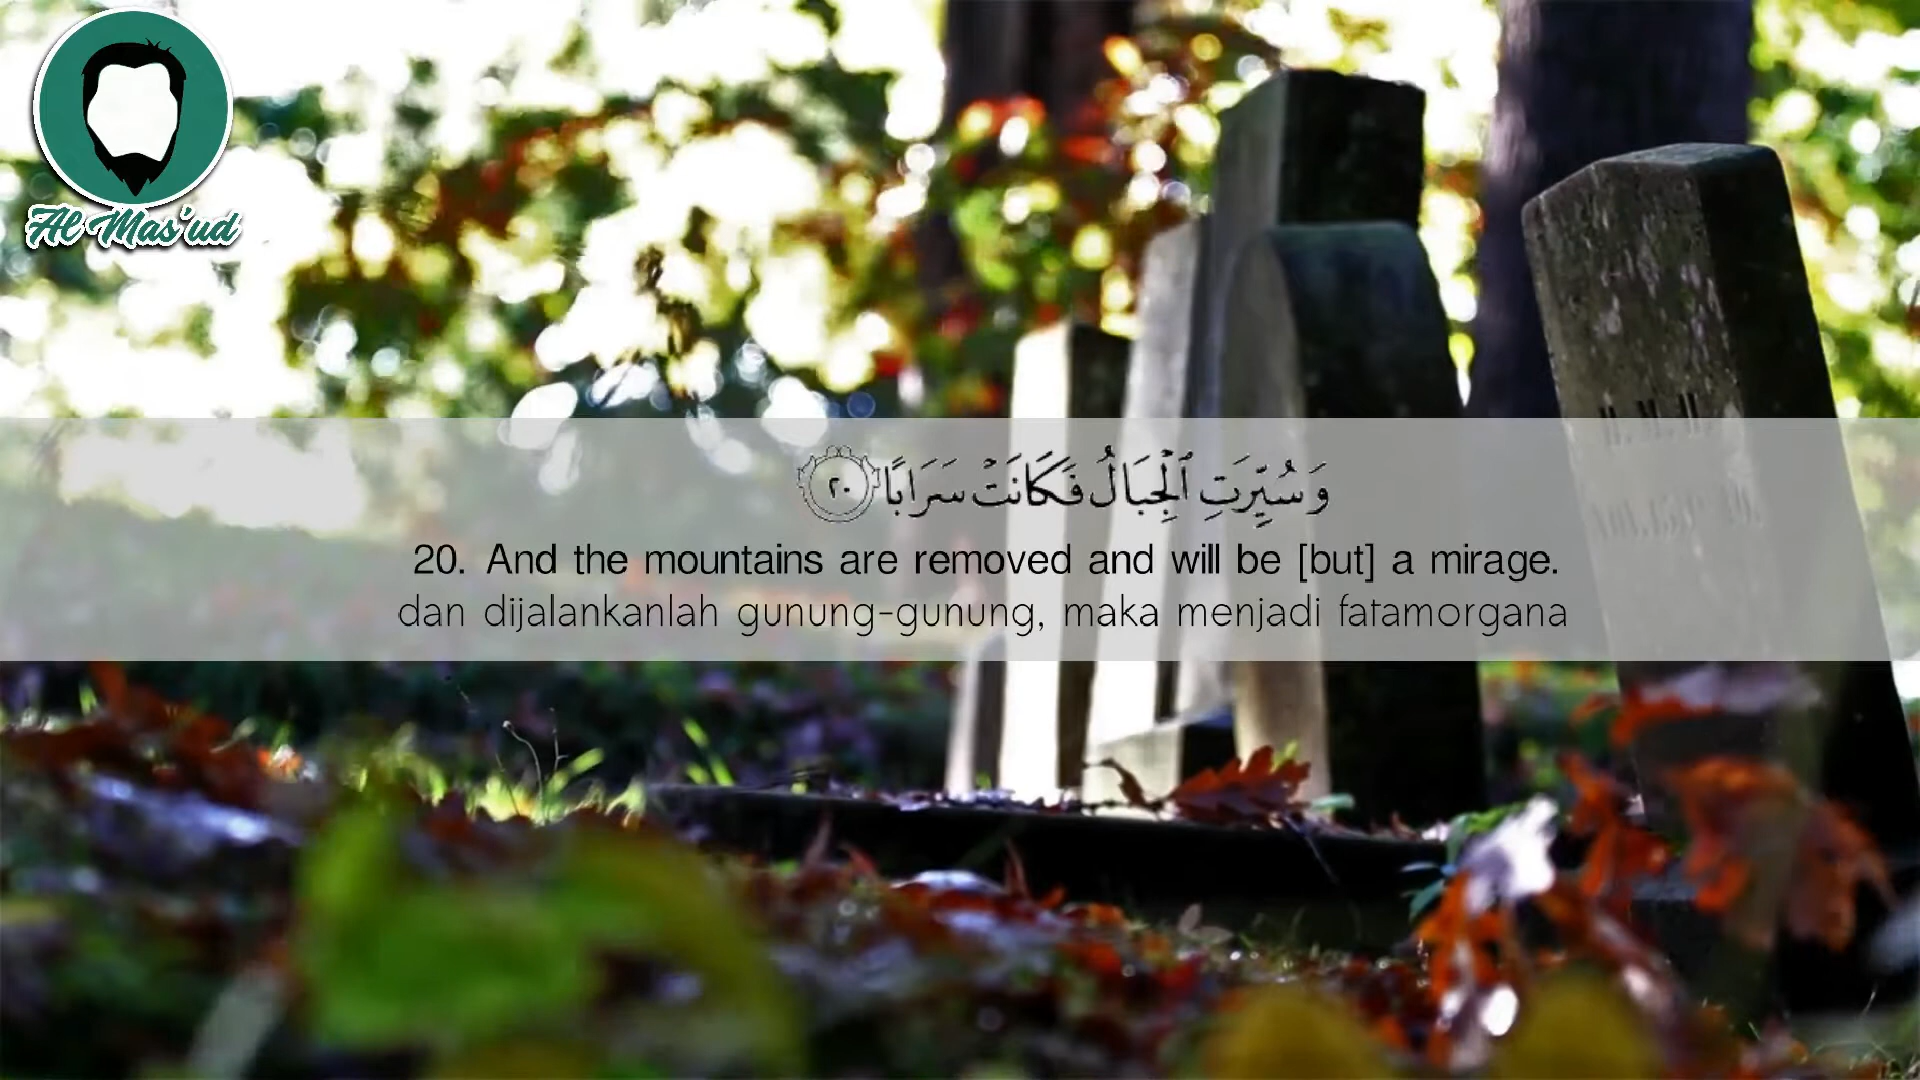 Al Mas'ud
وَسُيِّرَتِ ٱلْجِبَالُ فَكَانَتْ سَرَابًا ٢٠
20. And the mountains are removed and will be [but] a mirage.
dan dijalankanlah gunung-gunung, maka menjadi fatamorgana